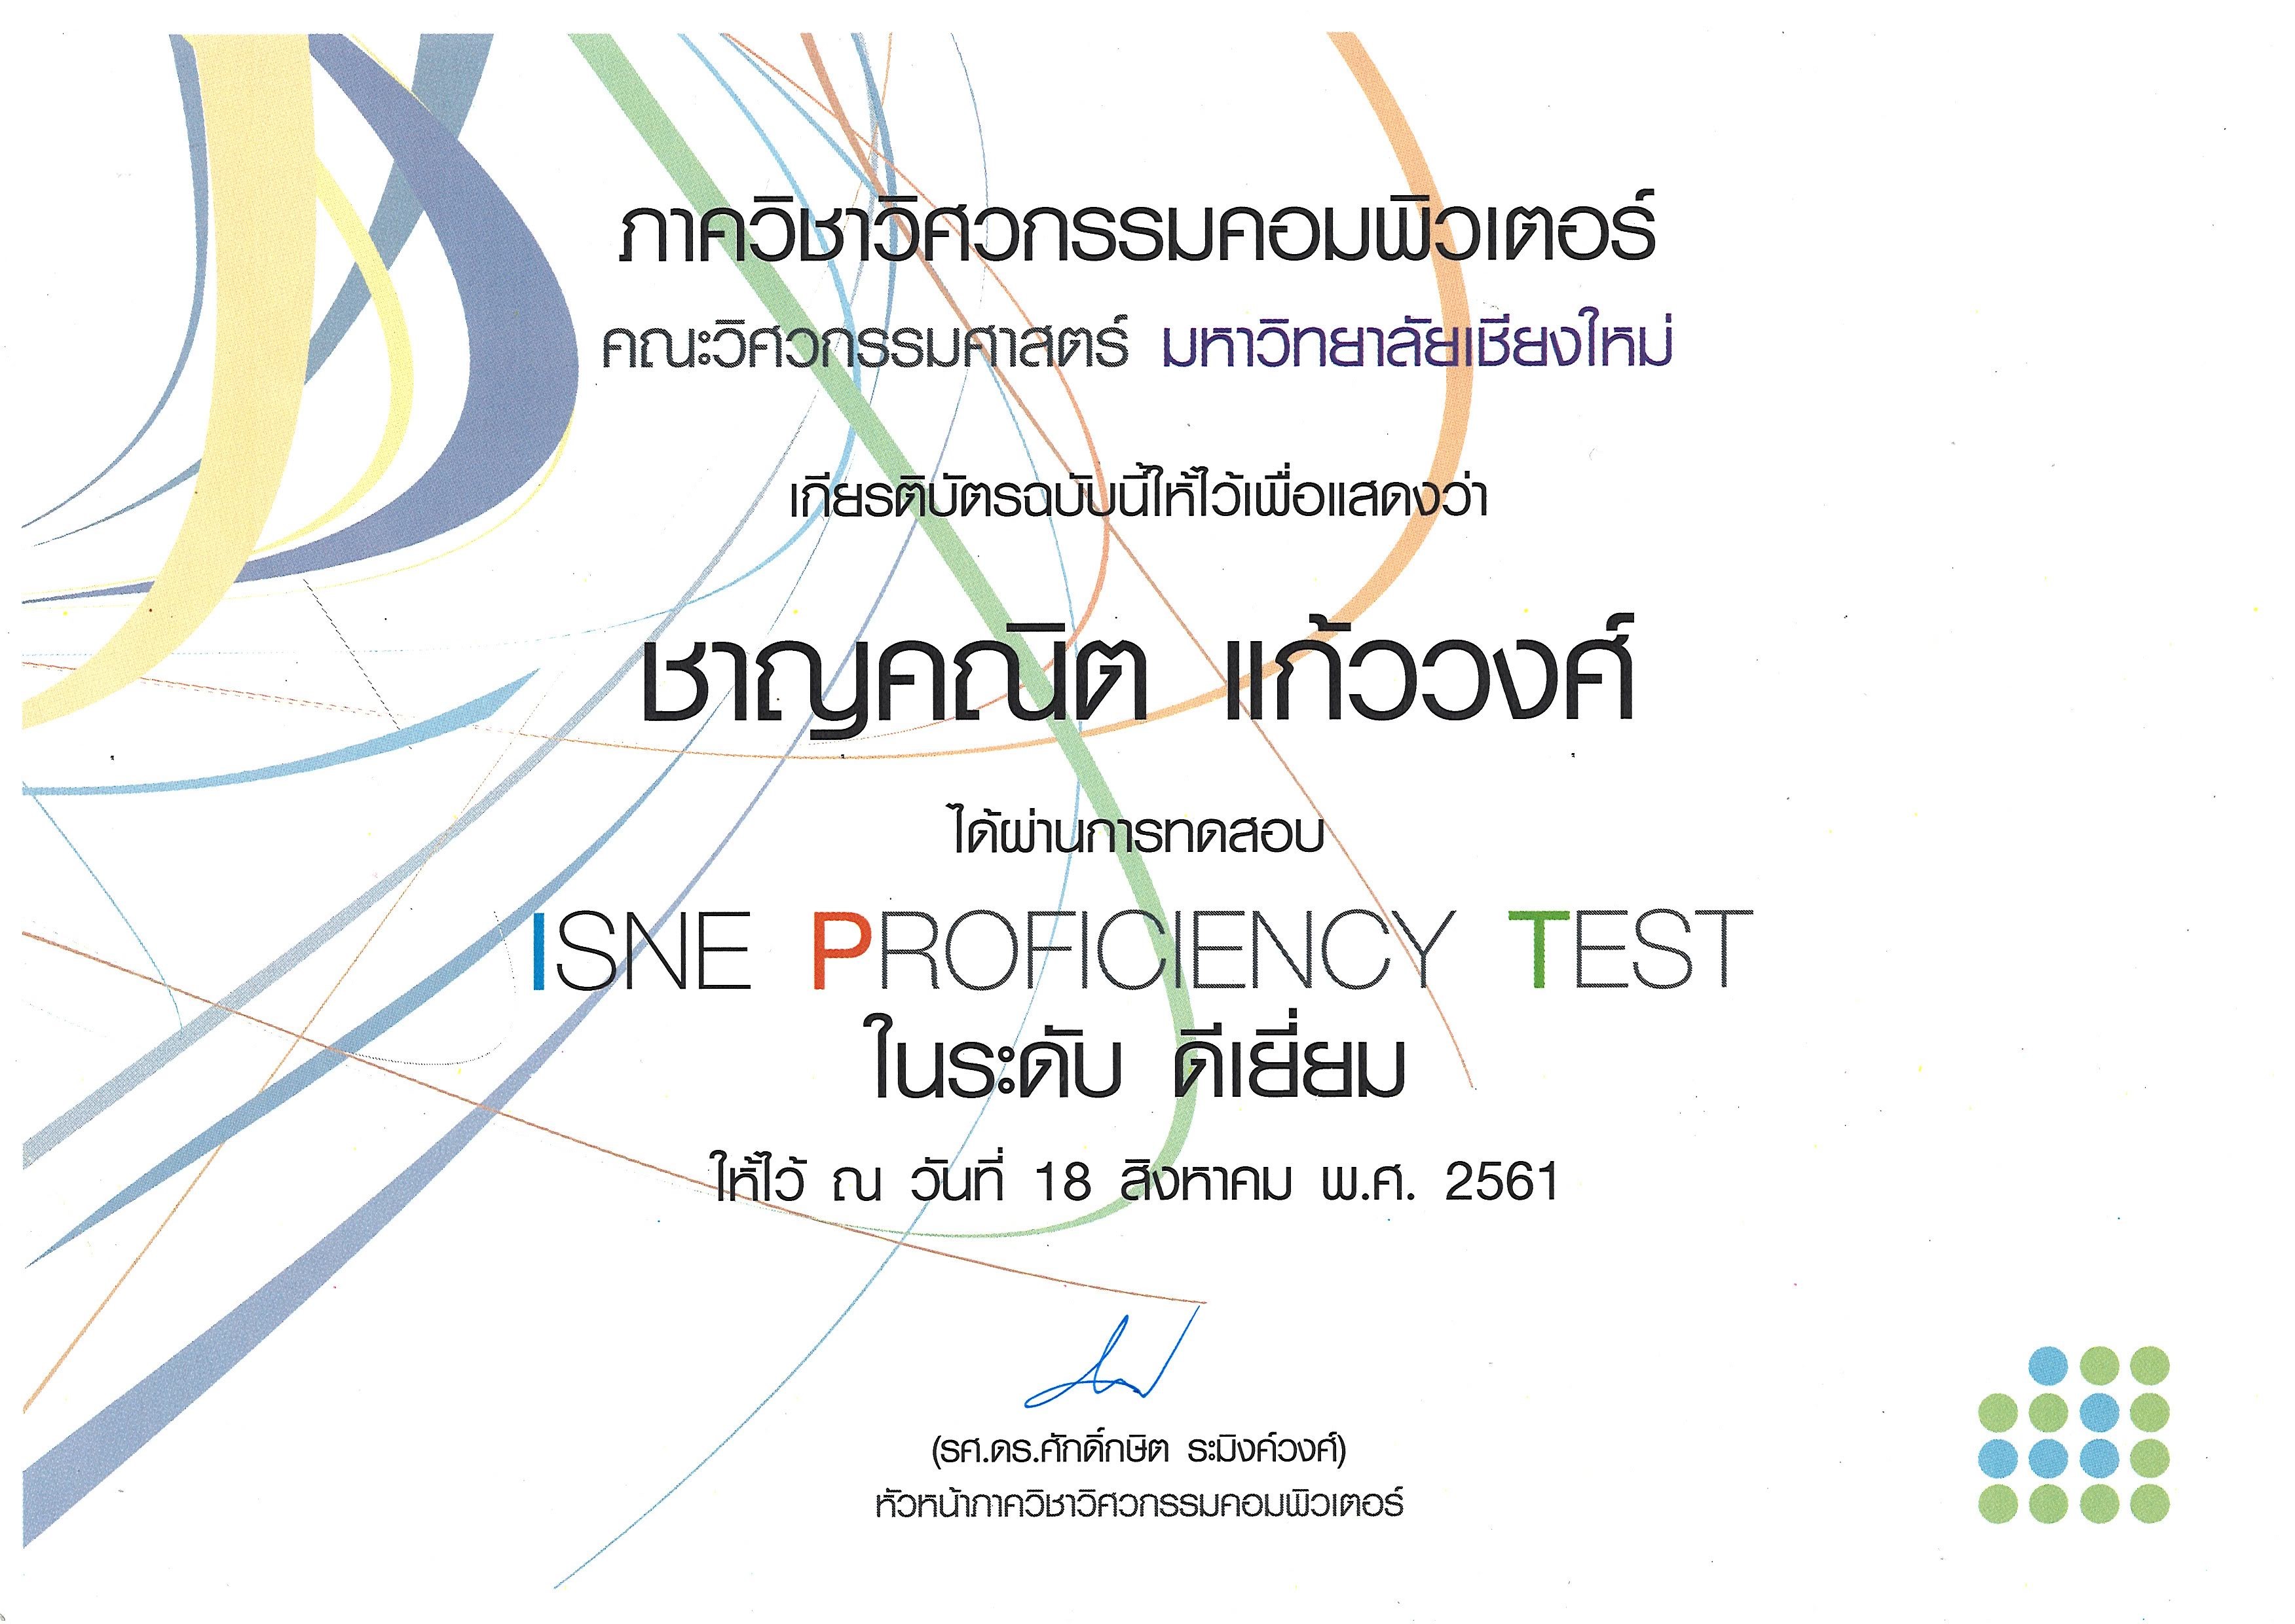 ภาควิชาวิศวกรรมคอมพิวเตอร์
คณะวิศวกรรมศาสตร์ มหาวิทยาลัยเชียงใหม่
เกียรติบัตรฉบับนี้ให้ไว้เพื่อแสดงว่า
ชาญคณิต แก้ววงศ์
ได้ผ่านการทดสอบ
ISNE PROFICIENCY TEST
ในระดับ ดีเยี่ยม
ให้ไว้ ณ วันที่ 18 สิงหาคม พ.ศ. 2561
(รศ.ดร.ศักดิ์กษิต ระมิงค์วงศ์)
หัวหน้าภาควิชาวิศวกรรมคอมพิวเตอร์